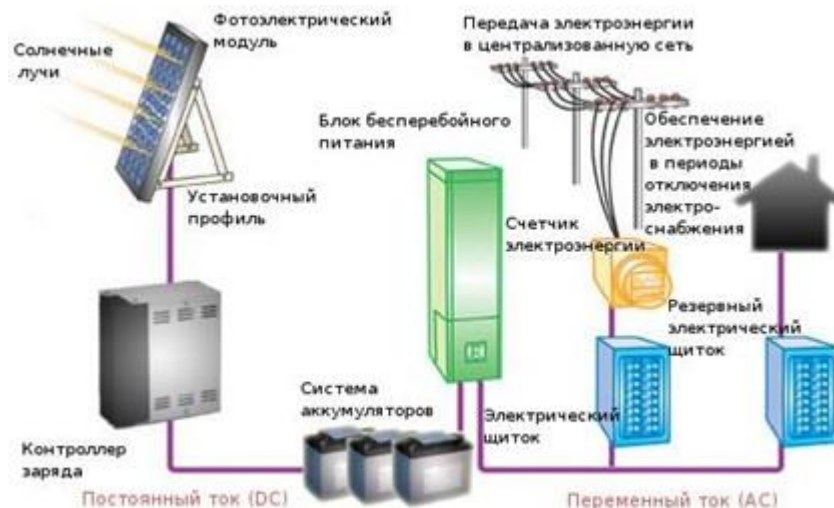 Фотоэлектрический
модуль
Солнечные
лучи
Установочный
профиль
Контроллер
заряда
Постоянный ток (DC)
Система
аккумуляторов
Блок бесперебойного
питания
Передача электроэнергии
в централизованную сеть
Обеспечение
электроэнергией
в периоды
отключения
электро-
снабжения
Счетчик
электроэнергии
Резервный
электрический
щиток
Электрический
щиток
Переменный ток (AC)